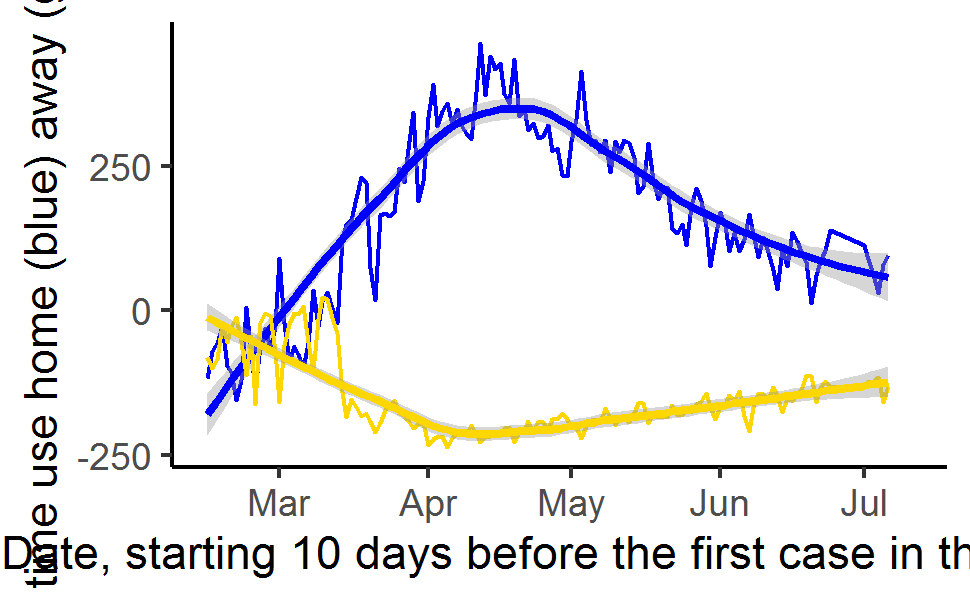 time use home (blue) away (
250
0
-250
Mar Apr May Jun Jul
Date, starting 10 days before the first case in th